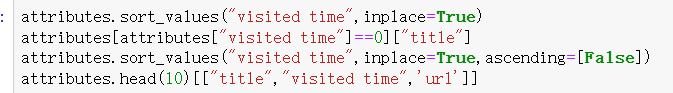 : attributes.sort_values("visited time",inplace=True)
attributes[attributes["visited time"]==0]["title"]
attributes.sort_values("visited time",inplace=True,ascending=[False])
attributes.head(10)[["title","visited time",'url']]